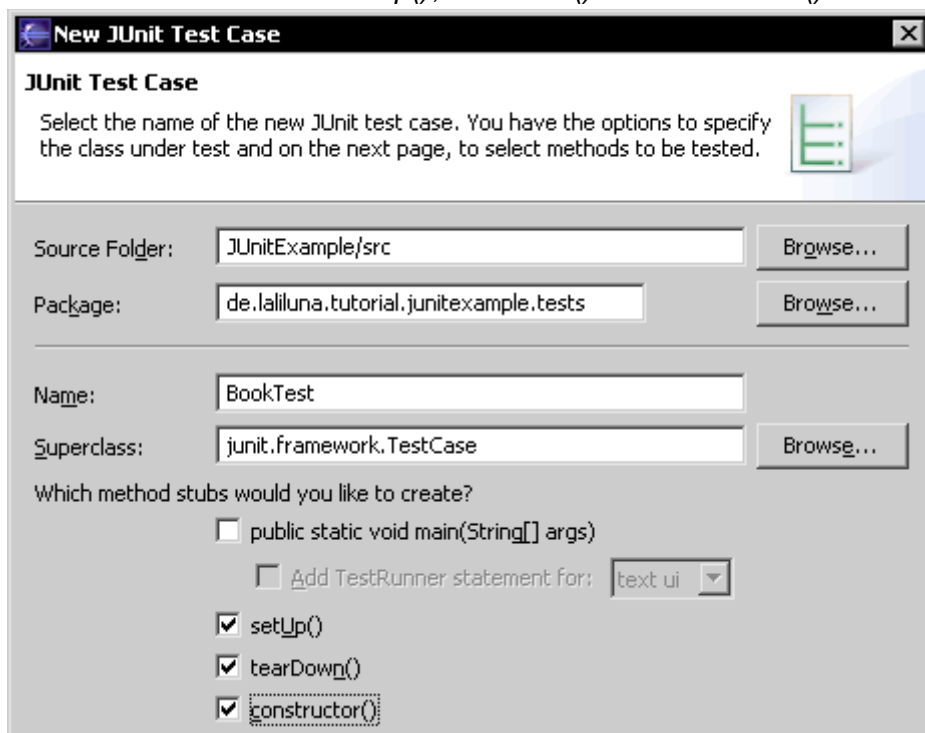 New JUnit Test Case
JUnit Test Case
Select the name of the new JUnit test case. You have the options to specify
the class under test and on the next page, to select methods to be tested.
Source Folder: JUnitExample/src Browse...
Package: de.laliluna.tutorial.junitexample.tests Browse...
Name: BookTest
Superclass: junit.framework.TestCase Browse...
Which method stubs would you like to create?
public static void main(String[] args)
Add TestRunner statement for: text ui
setUp()
tearDown()
constructor()